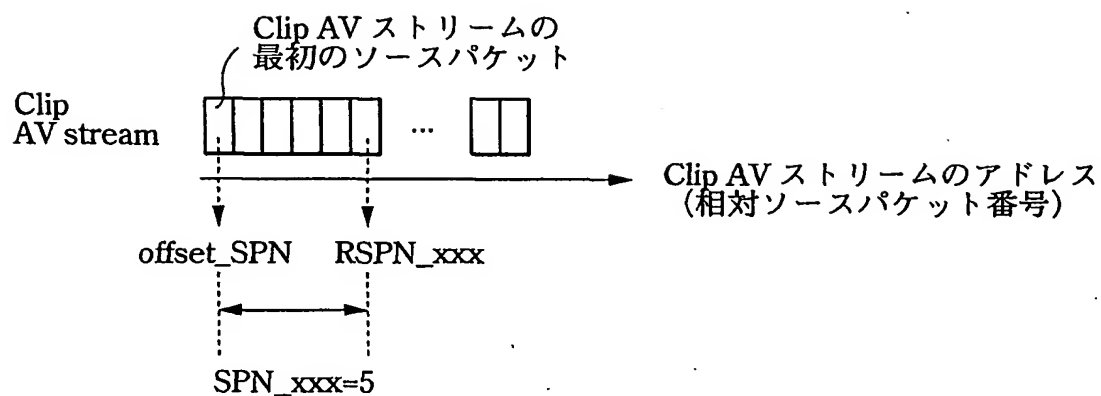 Clip AV ストリームの
最初のソースパケット
Clip
AV stream
...
Clip AV ストリームのアドレス
(相対ソースパケット番号)
offset_SPN RSPN_xxx
SPN_xxx=5